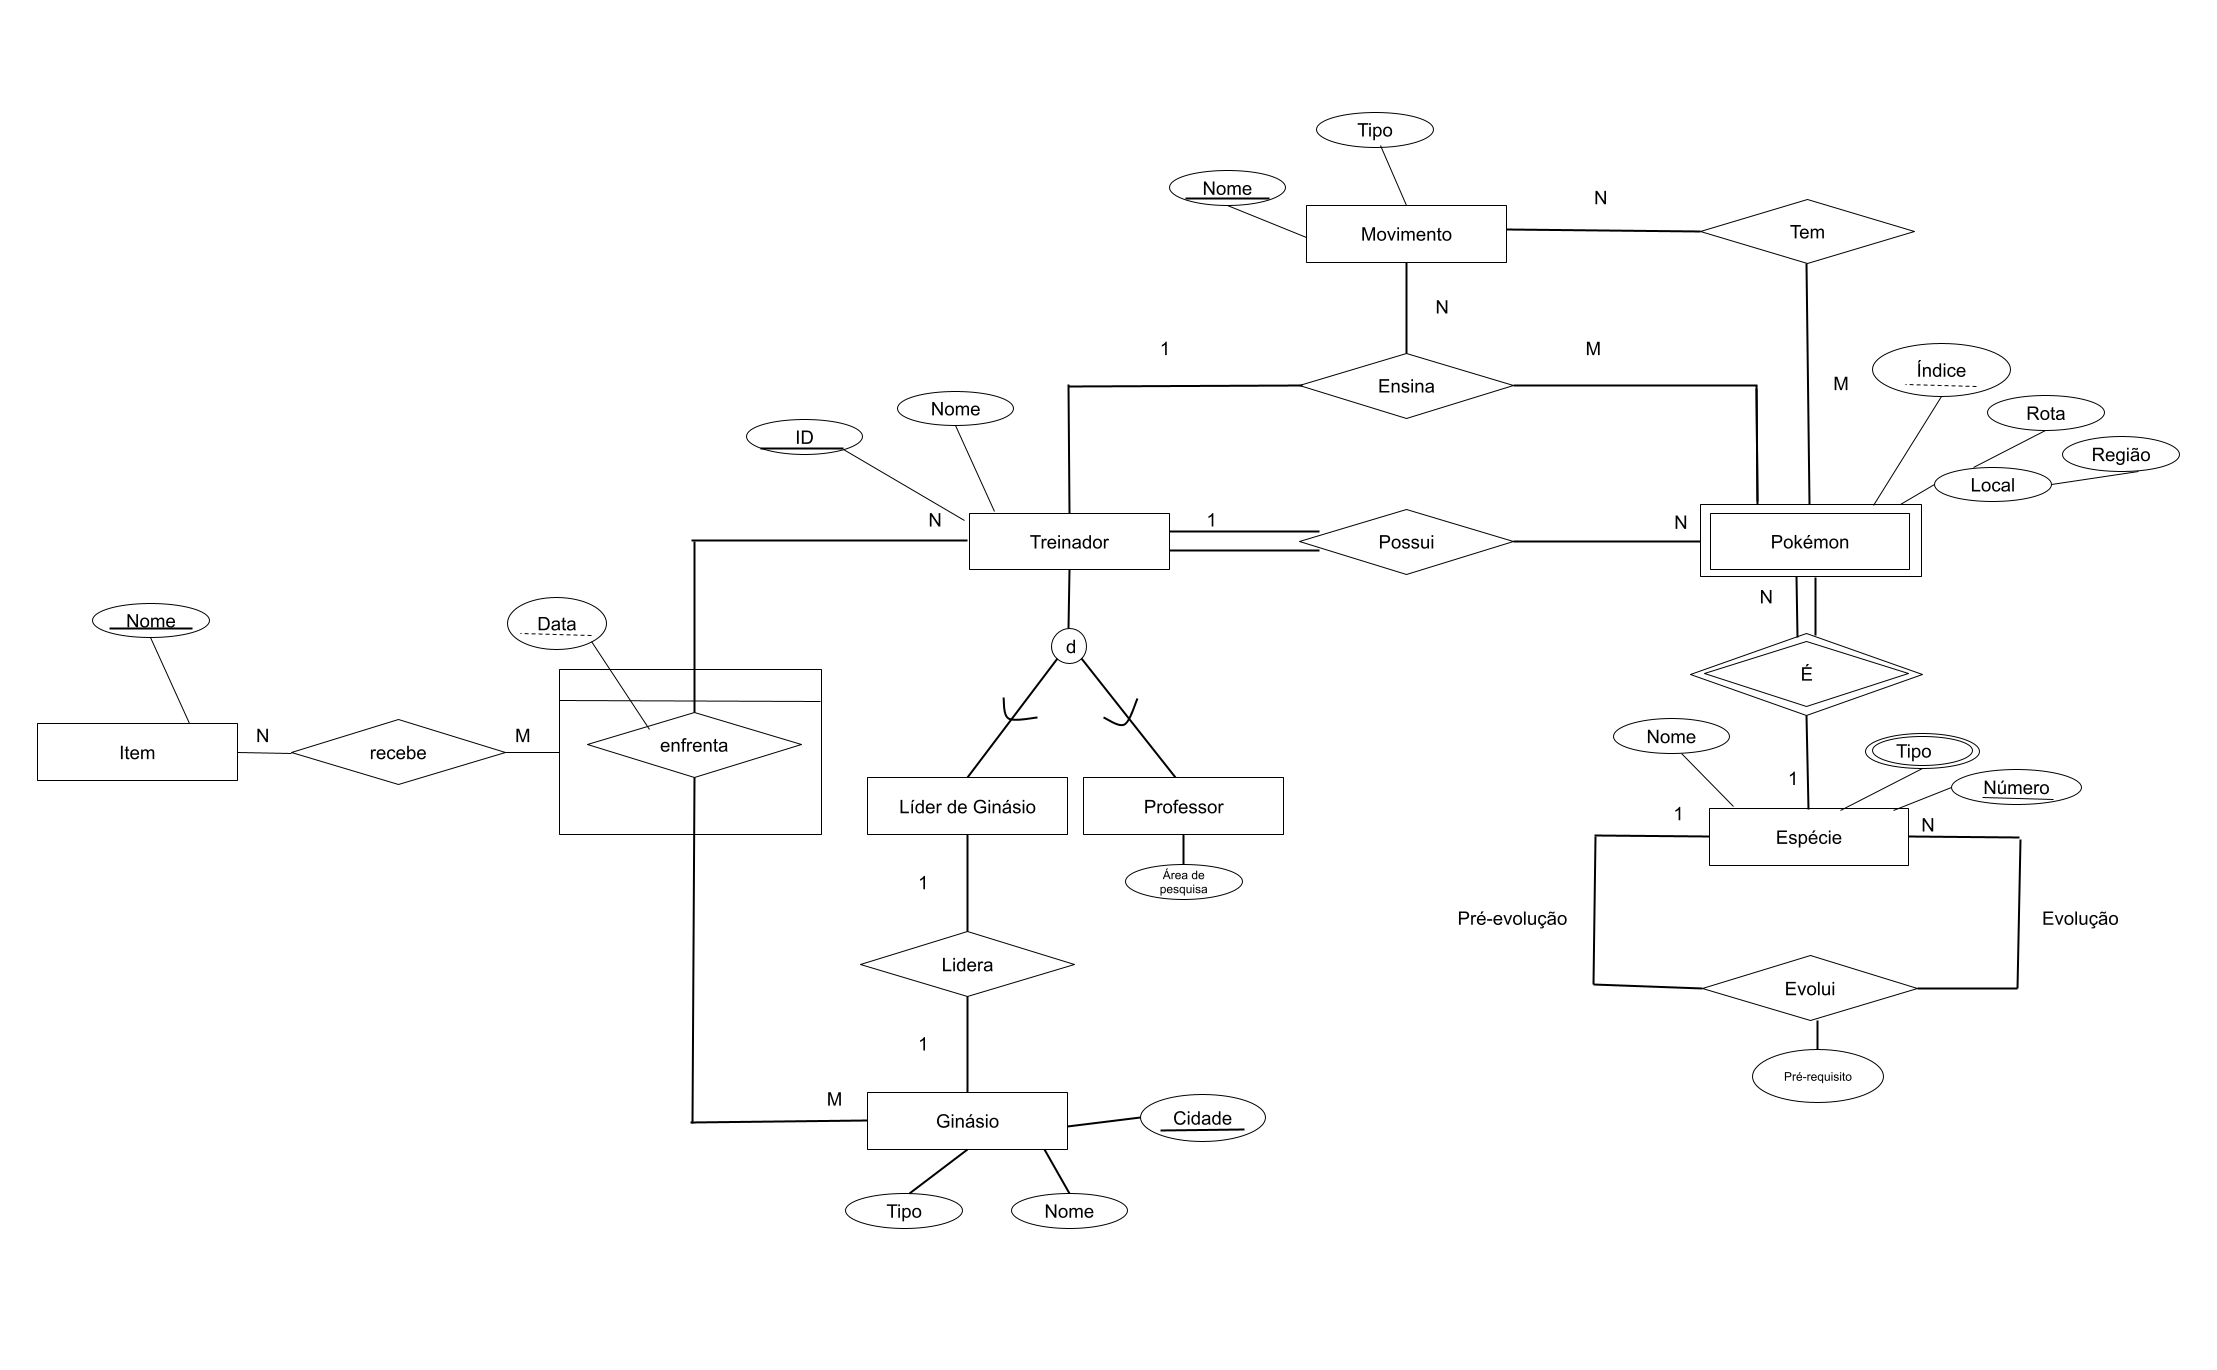 Tipo
Nome
N
Movimento
Tem
N
1
M
Ensina
M
Índice
Nome
Rota
ID
Região
Local
N
1
N
Treinador
Possui
Pokémon
N
Nome
Data
d
É
N
M
Nome
Tipo
Item
recebe
enfrenta
1
Número
Líder de Ginásio
Professor
1
N
Espécie
1
Área de
pesquisa
Pré-evolução
Evolução
Lidera
Evolui
1
Pré-requisito
M
Ginásio
Cidade
Tipo
Nome